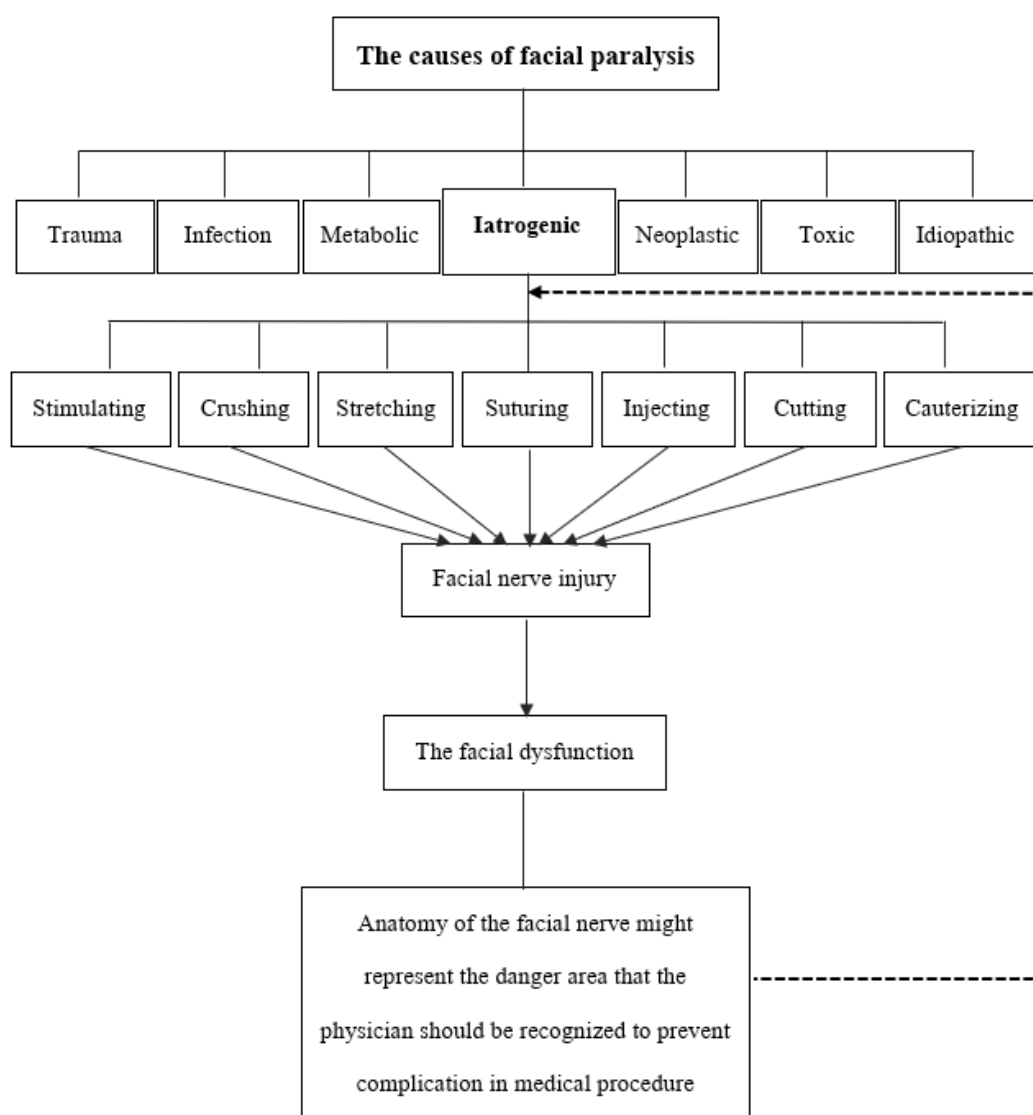 The causes of facial paralysis
Trauma
Infection
Metabolic
Iatrogenic
Neoplastic
Toxic
Idiopathic
Stimulating
Crushing
Stretching
Suturing
Injecting
Cutting
Cauterizing
Facial nerve injury
The facial dysfunction
Anatomy of the facial nerve might
represent the danger area that the
physician should be recognized to prevent
complication in medical procedure